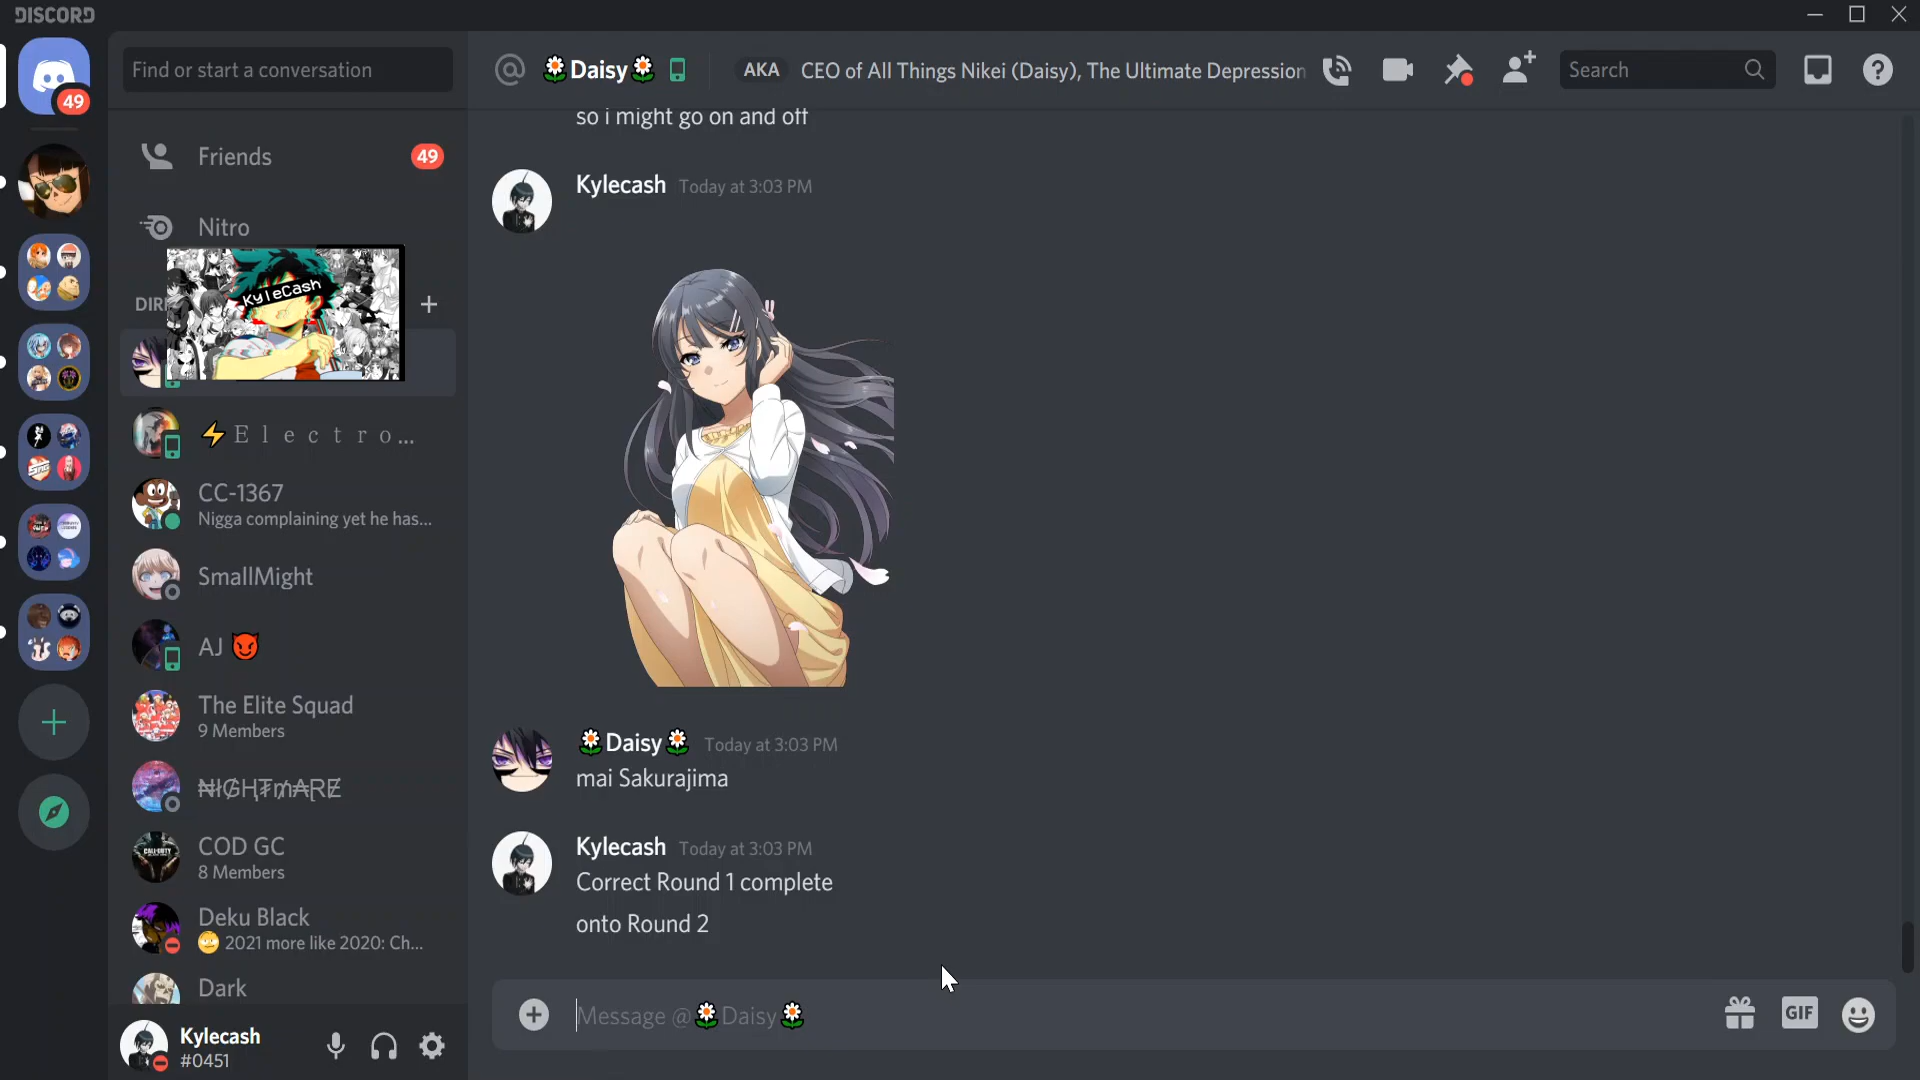 DISCORD
49
Find or start a conversation
Friends
49
Nitro
DIR
KyleCash
⚡ E l e c t r o ...
CC-1367
Nigga complaining yet he has...
SmallMight
AJ 😈
The Elite Squad
9 Members
₦ł₲Ⱨ₮₥₳ⱤɆ
COD GC
8 Members
Deku Black
😳 2021 more like 2020: Ch...
Dark
Kylecash
#0451
@ 🌼Daisy🌼
AKA CEO of All Things Nikei (Daisy), The Ultimate Depression
Search
so i might go on and off
Kylecash Today at 3:03 PM
🌼Daisy🌼 Today at 3:03 PM
mai Sakurajima
Kylecash Today at 3:03 PM
Correct Round 1 complete
onto Round 2
Message @🌼Daisy🌼
GIF